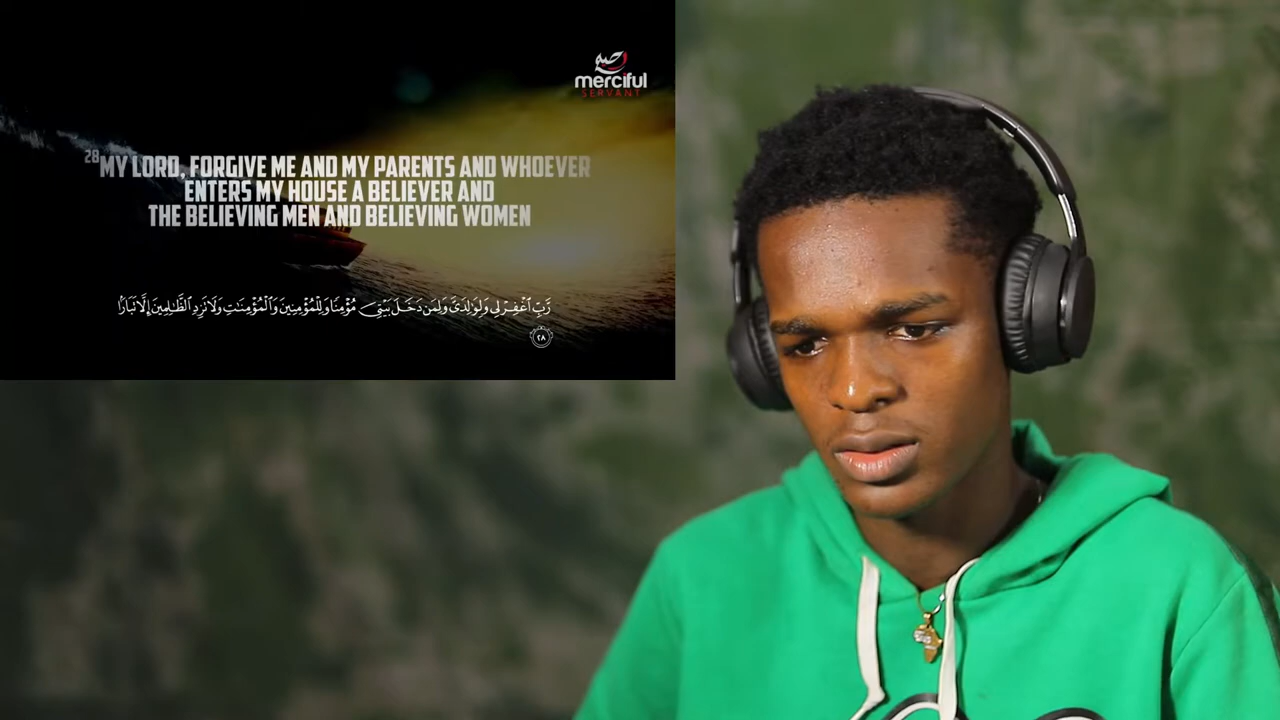 رحمه
merciful
SERVANT
28 MY LORD, FORGIVE ME AND MY PARENTS AND WHOEVER
ENTERS MY HOUSE A BELIEVER AND
THE BELIEVING MEN AND BELIEVING WOMEN
رَّبِّ ٱغْفِرْ لِى وَلِوَٰلِدَىَّ وَلِمَن دَخَلَ بَيْتِىَ مُؤْمِنًا وَلِلْمُؤْمِنِينَ وَٱلْمُؤْمِنَٰتِ وَلَا تَزِدِ ٱلظَّٰلِمِينَ إِلَّا تَبَارًۢا
٢٨